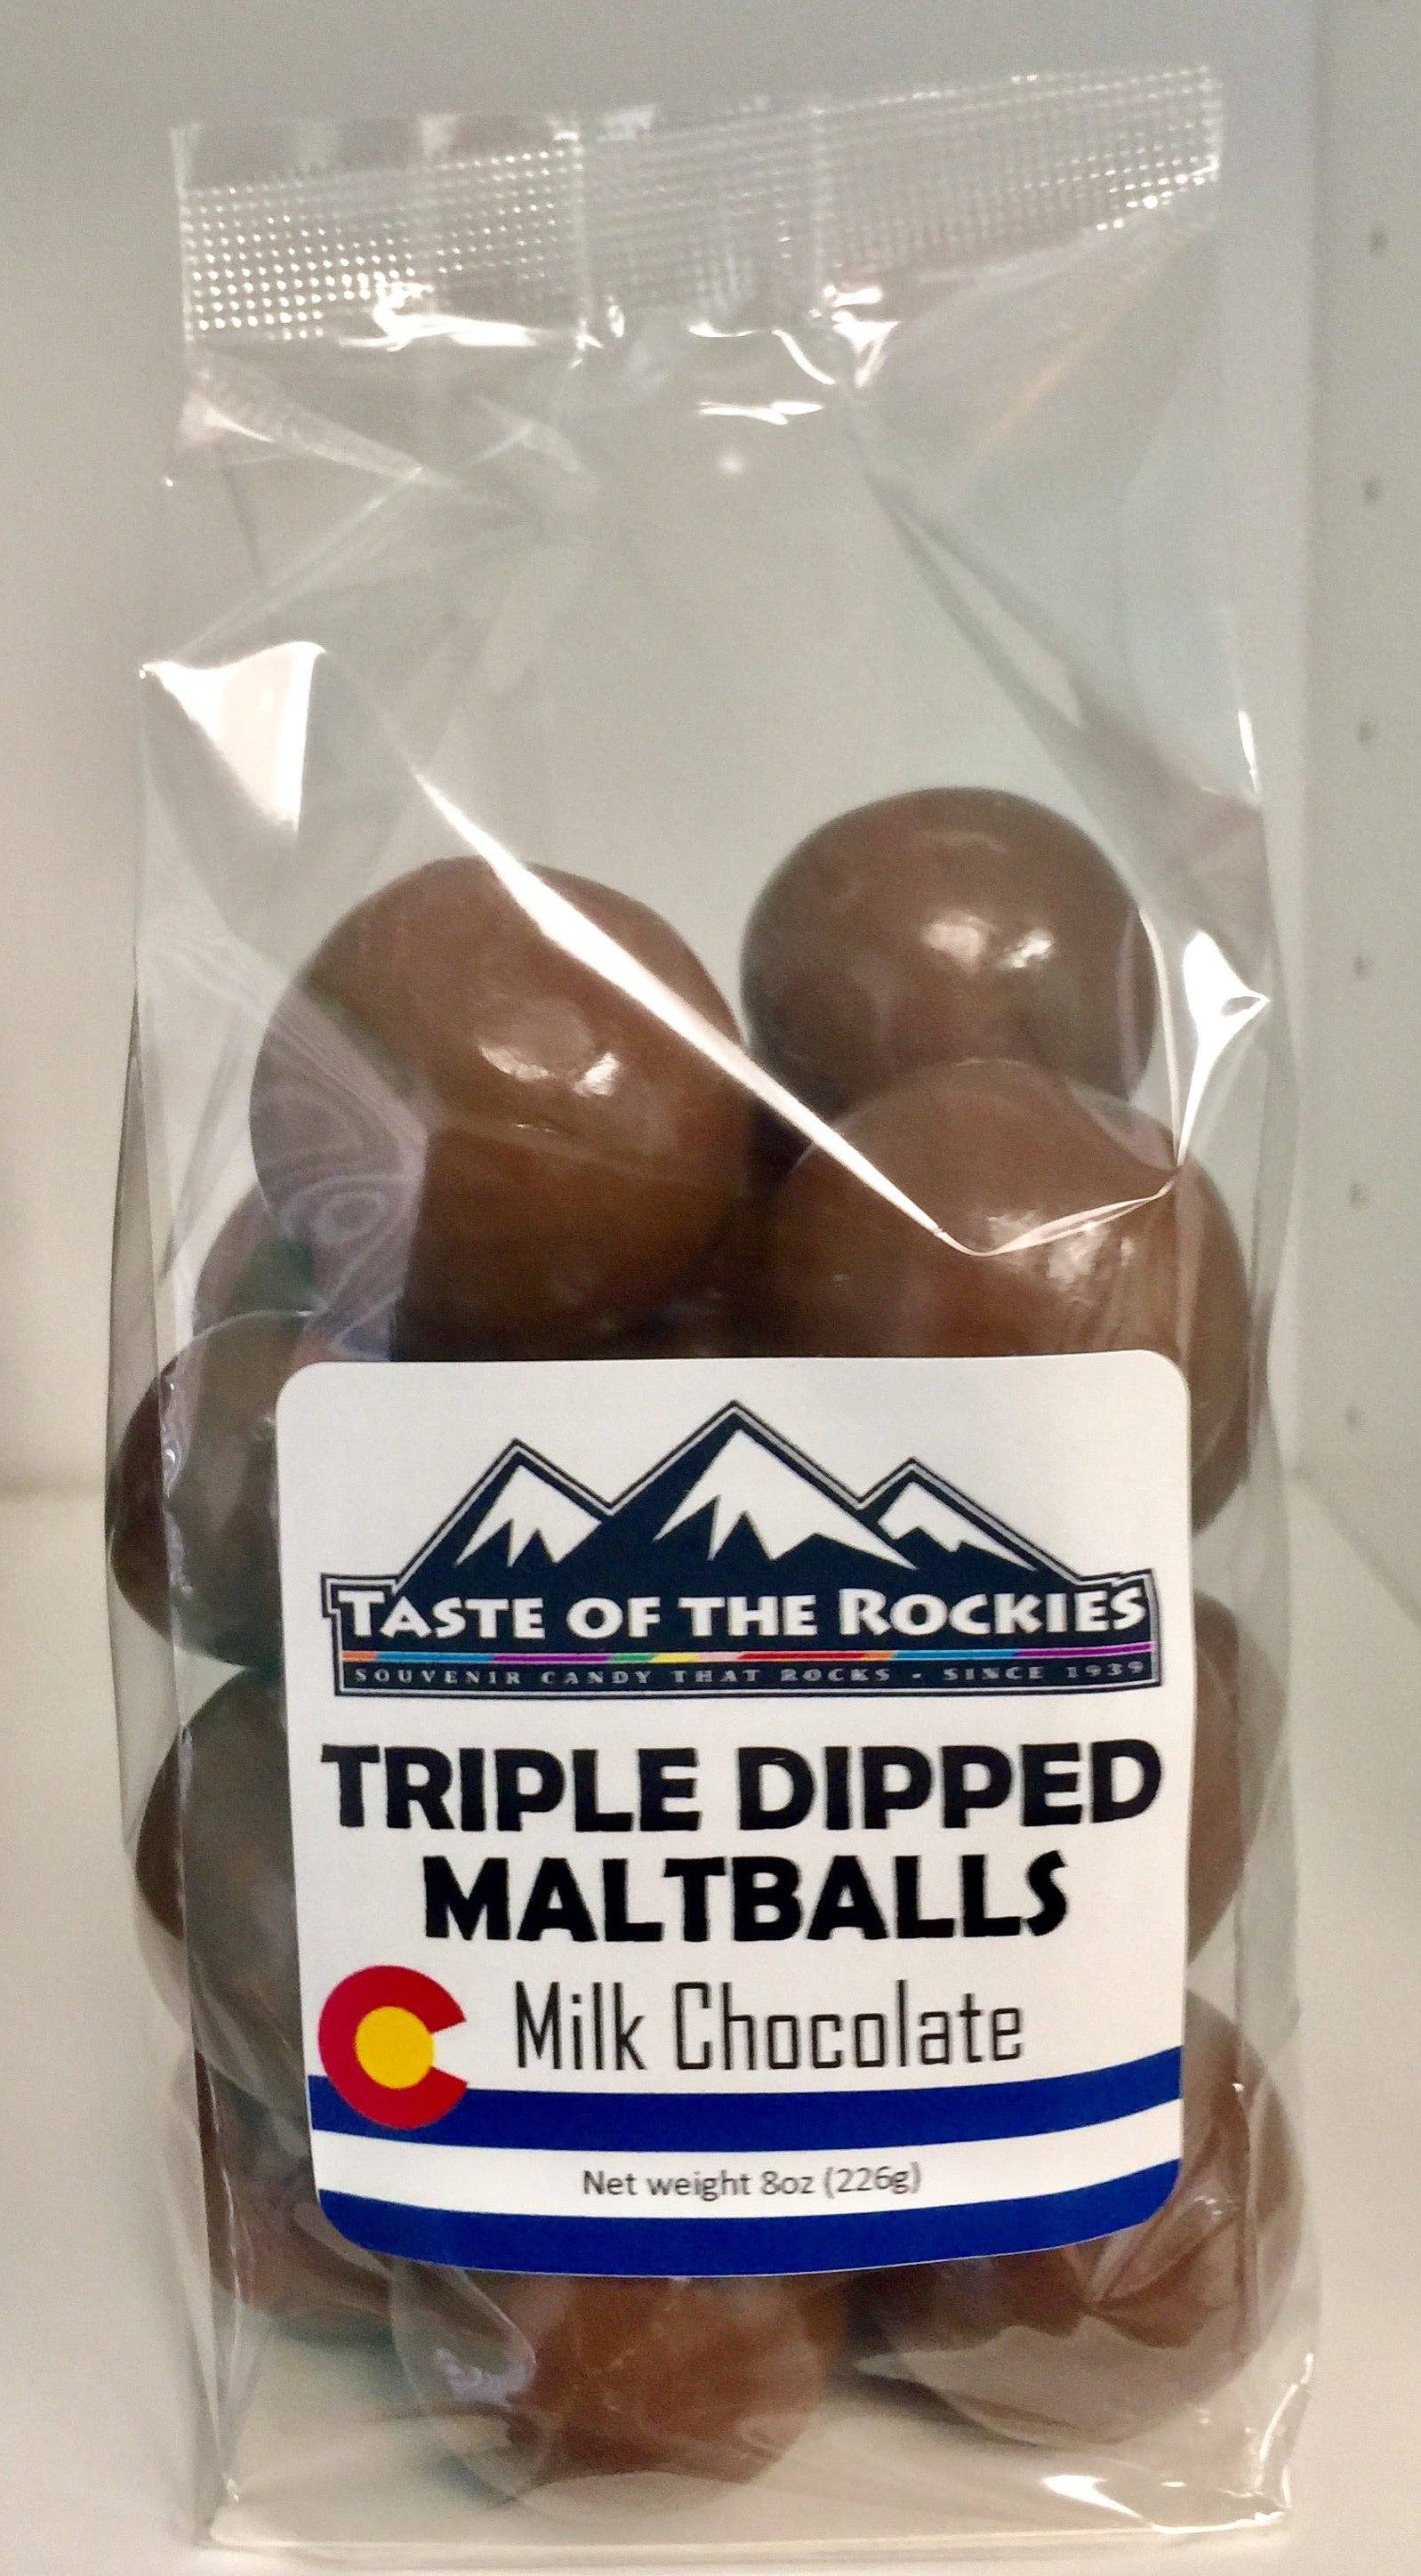 TASTE OF THE ROCKIES
SOUVENIR CANDY THAT ROCKS - SINCE 1939
TRIPLE DIPPED
MALTBALLS
Milk Chocolate
Net weight 8oz (226g)